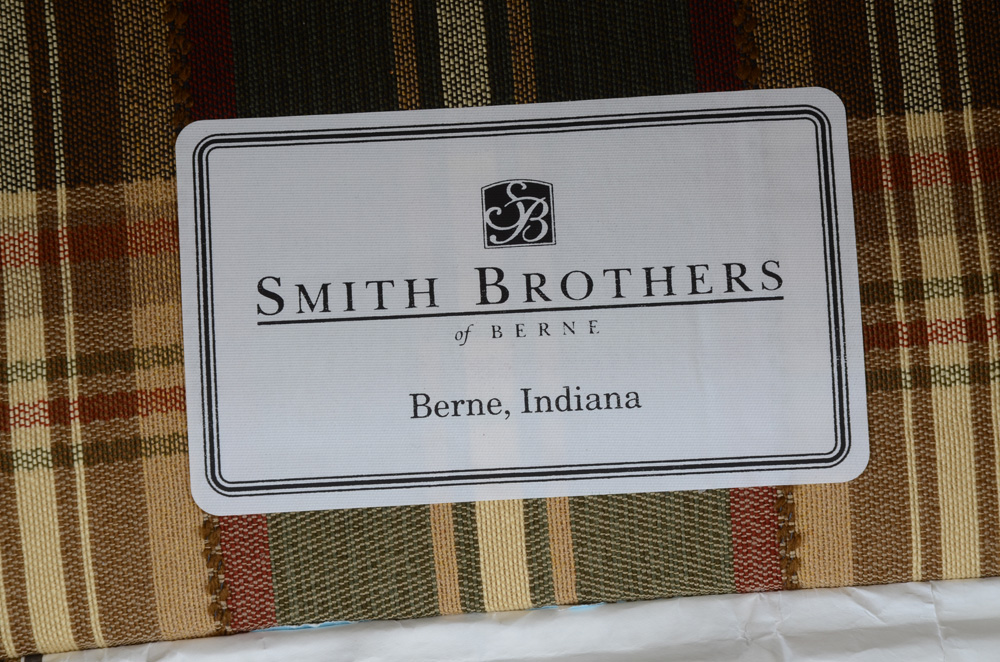 SB
SMITH BROTHERS
of BERNE
Berne, Indiana